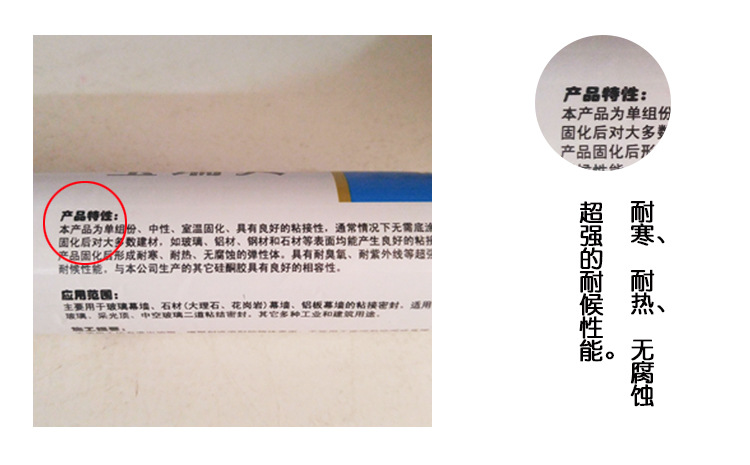 产品特性：
本产品为单组份、中性、室温固化、具有良好的粘接性，通常情况下无需底涂
固化后对大多数建材，如玻璃、铝材、钢材和石材等表面均能产生良好的粘接
产品固化后形成耐寒、耐热、无腐蚀的弹性体，具有耐臭氧、耐紫外线等超强
耐候性能，与本公司生产的其它硅酮胶具有良好的相容性。
应用范围：
主要用于玻璃幕墙、石材(大理石、花岗岩)幕墙、铝板幕墙的粘接密封，适用
玻璃、采光顶、中空玻璃二道粘结密封，其它多种工业和建筑用途。
产品特性：
本产品为单组份
固化后对大多数
产品固化后形
候性能
耐寒、耐热、无腐蚀
超强的耐候性能。